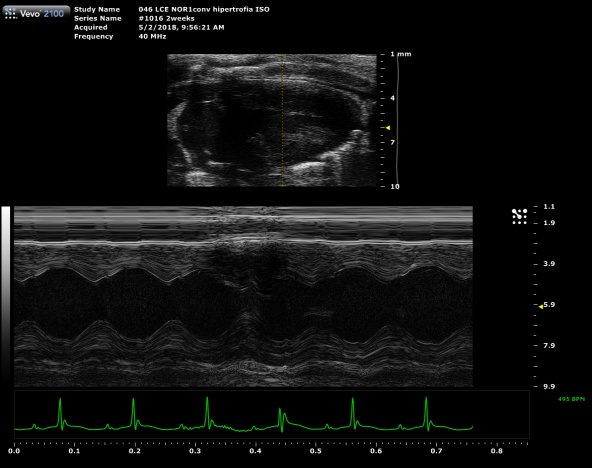 Vevo 2100
Study Name 046 LCE NOR1conv hipertrofia ISO
Series Name #1016 2weeks
Acquired 5/2/2018, 9:56:21 AM
Frequency 40 MHz
1 mm
4
7
10
1.1
1.9
3.9
5.9
7.9
9.9
495 BPM
0.0 0.1 0.2 0.3 0.4 0.5 0.6 0.7 0.8